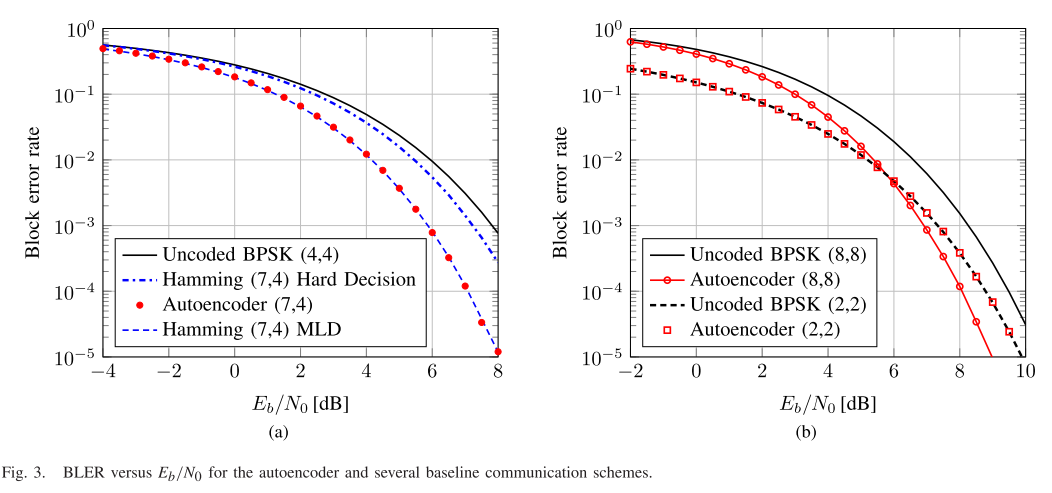 10^0
10^-1
10^-2
10^-3
10^-4
10^-5
Block error rate
Uncoded BPSK (4,4)
Hamming (7,4) Hard Decision
Autoencoder (7,4)
Hamming (7,4) MLD
−4 −2 0 2 4 6 8
E_b/N_0 [dB]
(a)
10^0
10^-1
10^-2
10^-3
10^-4
10^-5
Block error rate
Uncoded BPSK (8,8)
Autoencoder (8,8)
Uncoded BPSK (2,2)
Autoencoder (2,2)
−2 0 2 4 6 8 10
E_b/N_0 [dB]
(b)
Fig. 3. BLER versus E_b/N_0 for the autoencoder and several baseline communication schemes.